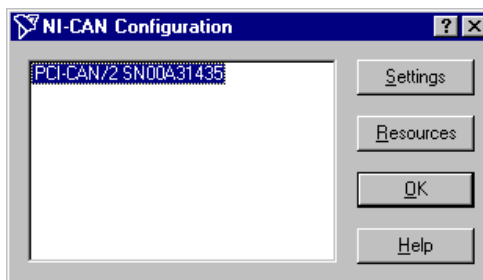 NI-CAN Configuration
PCI-CAN/2 SN00A31435
Settings
Resources
OK
Help